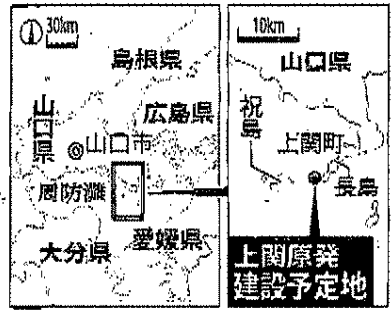 30km
島根県
広島県
山口県
山口市
周防灘
愛媛県
大分県
10km
山口県
祝島
上関町
長島
上関原発
建設予定地